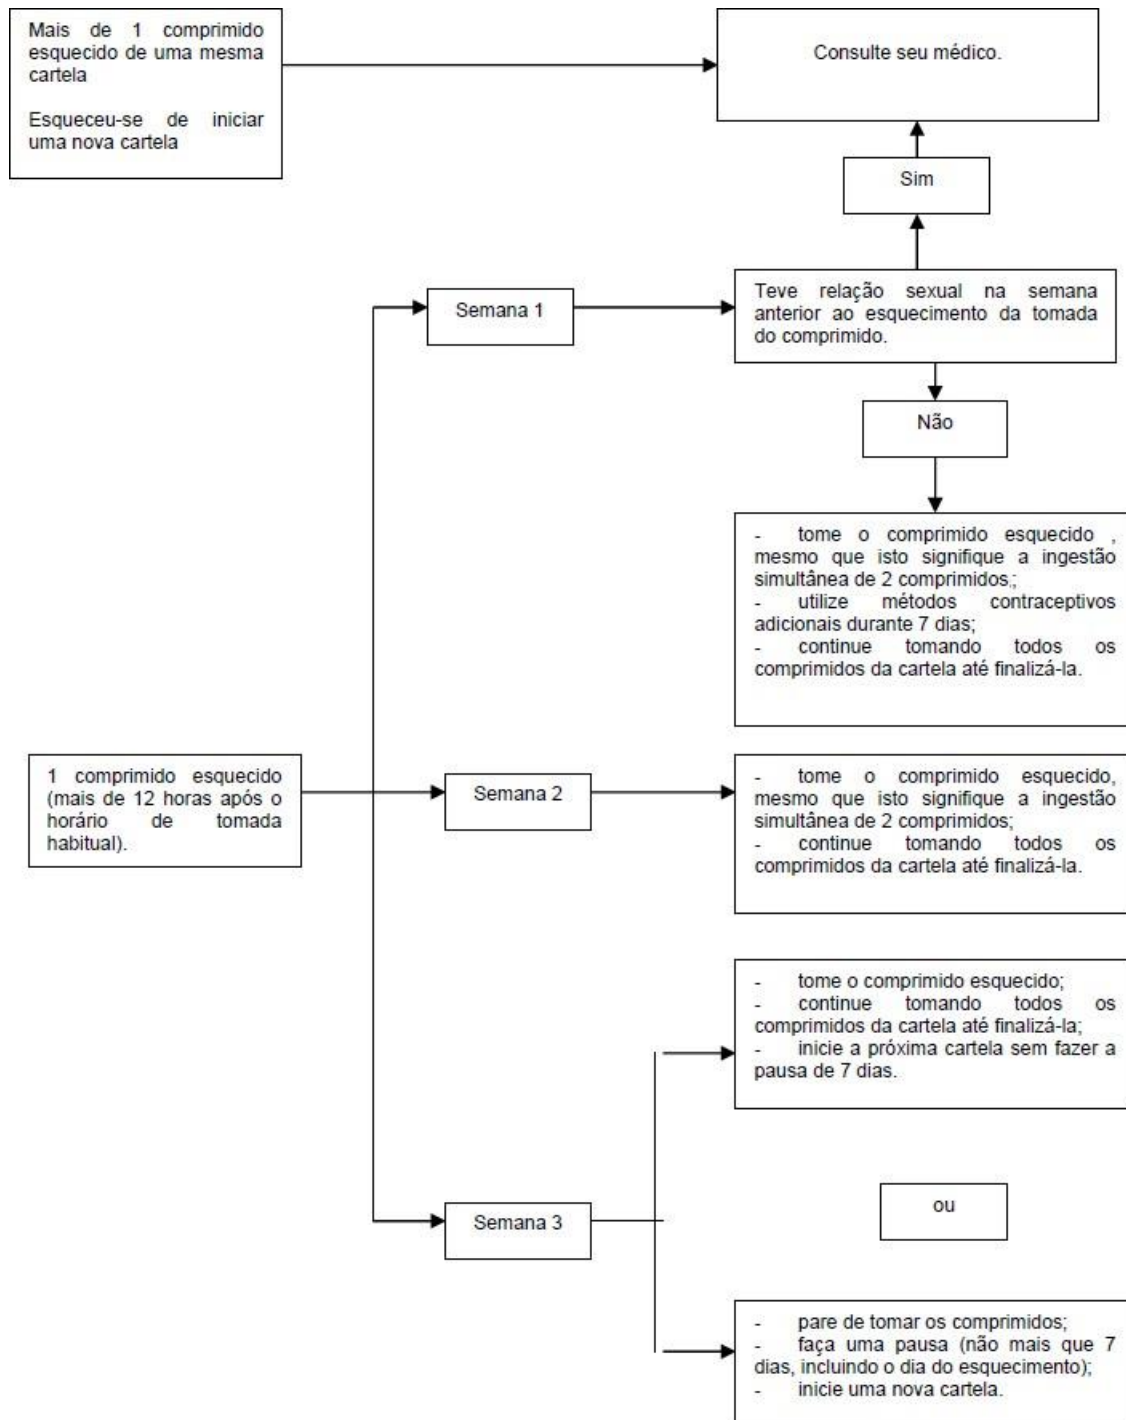 Mais de 1 comprimido
esquecido de uma mesma
cartela
Esqueceu-se de iniciar
uma nova cartela
Consulte seu médico.
Sim
Semana 1
Teve relação sexual na semana
anterior ao esquecimento da tomada
do comprimido.
Não
- tome o comprimido esquecido ,
mesmo que isto signifique a ingestão
simultânea de 2 comprimidos.;
- utilize métodos contraceptivos
adicionais durante 7 dias;
- continue tomando todos os
comprimidos da cartela até finalizá-la.
1 comprimido esquecido
(mais de 12 horas após o
horário de tomada
habitual).
Semana 2
- tome o comprimido esquecido,
mesmo que isto signifique a ingestão
simultânea de 2 comprimidos;
- continue tomando todos os
comprimidos da cartela até finalizá-la.
Semana 3
- tome o comprimido esquecido;
- continue tomando todos os
comprimidos da cartela até finalizá-la;
- inicie a próxima cartela sem fazer a
pausa de 7 dias.
ou
- pare de tomar os comprimidos;
- faça uma pausa (não mais que 7
dias, incluindo o dia do esquecimento);
- inicie uma nova cartela.